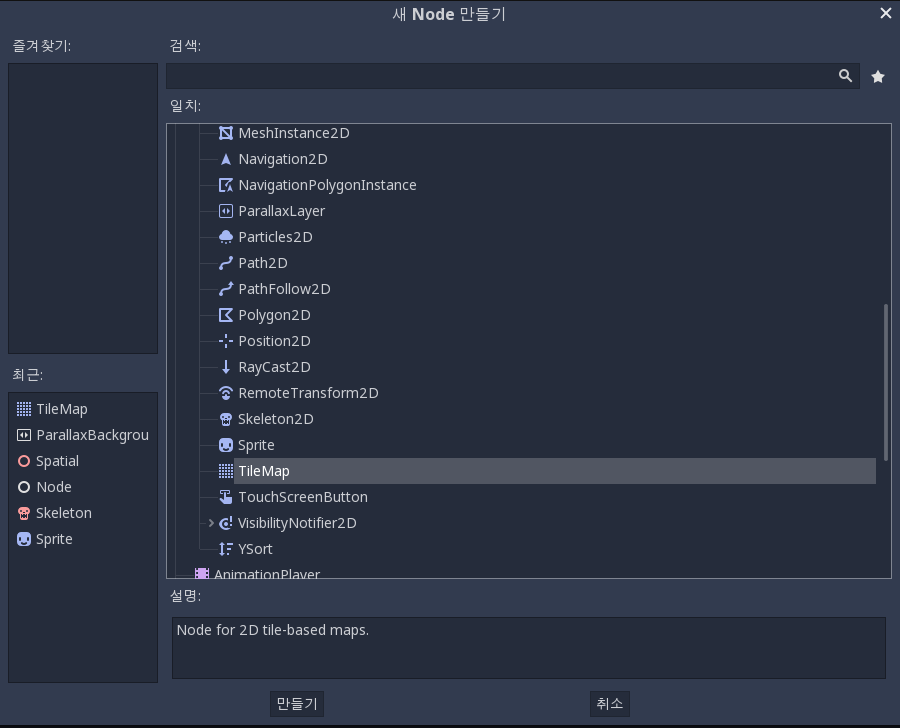 새 Node 만들기
즐겨찾기:
검색:
일치:
MeshInstance2D
Navigation2D
NavigationPolygonInstance
ParallaxLayer
Particles2D
Path2D
PathFollow2D
Polygon2D
Position2D
RayCast2D
RemoteTransform2D
Skeleton2D
Sprite
TileMap
TouchScreenButton
VisibilityNotifier2D
YSort
AnimationPlayer
최근:
TileMap
ParallaxBackgrou
Spatial
Node
Skeleton
Sprite
설명:
Node for 2D tile-based maps.
만들기
취소